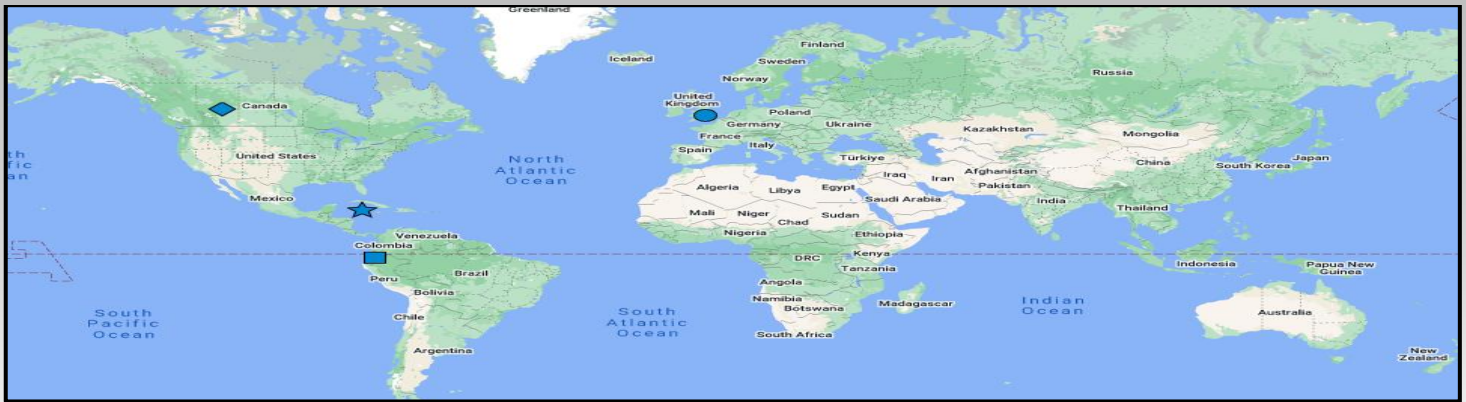 Greenland
Iceland
Finland
Sweden
Norway
Russia
Canada
United
Kingdom
Poland
Germany
Ukraine
France
Kazakhstan
Mongolia
Italy
Spain
Türkiye
United States
China
South Korea
Japan
North
Atlantic
Ocean
th
fic
an
Afghanistan
Iraq
Iran
Pakistan
Algeria
Libya
Egypt
Saudi Arabia
India
Mexico
Mali
Niger
Chad
Sudan
Thailand
Nigeria
Ethiopia
Venezuela
Colombia
Kenya
DRC
Tanzania
Indonesia
Papua New
Guinea
Peru
Brazil
Bolivia
Angola
Namibia
Botswana
Madagascar
Indian
Ocean
South
Pacific
Ocean
Chile
South
Atlantic
Ocean
South Africa
Australia
Argentina
New
Zealand